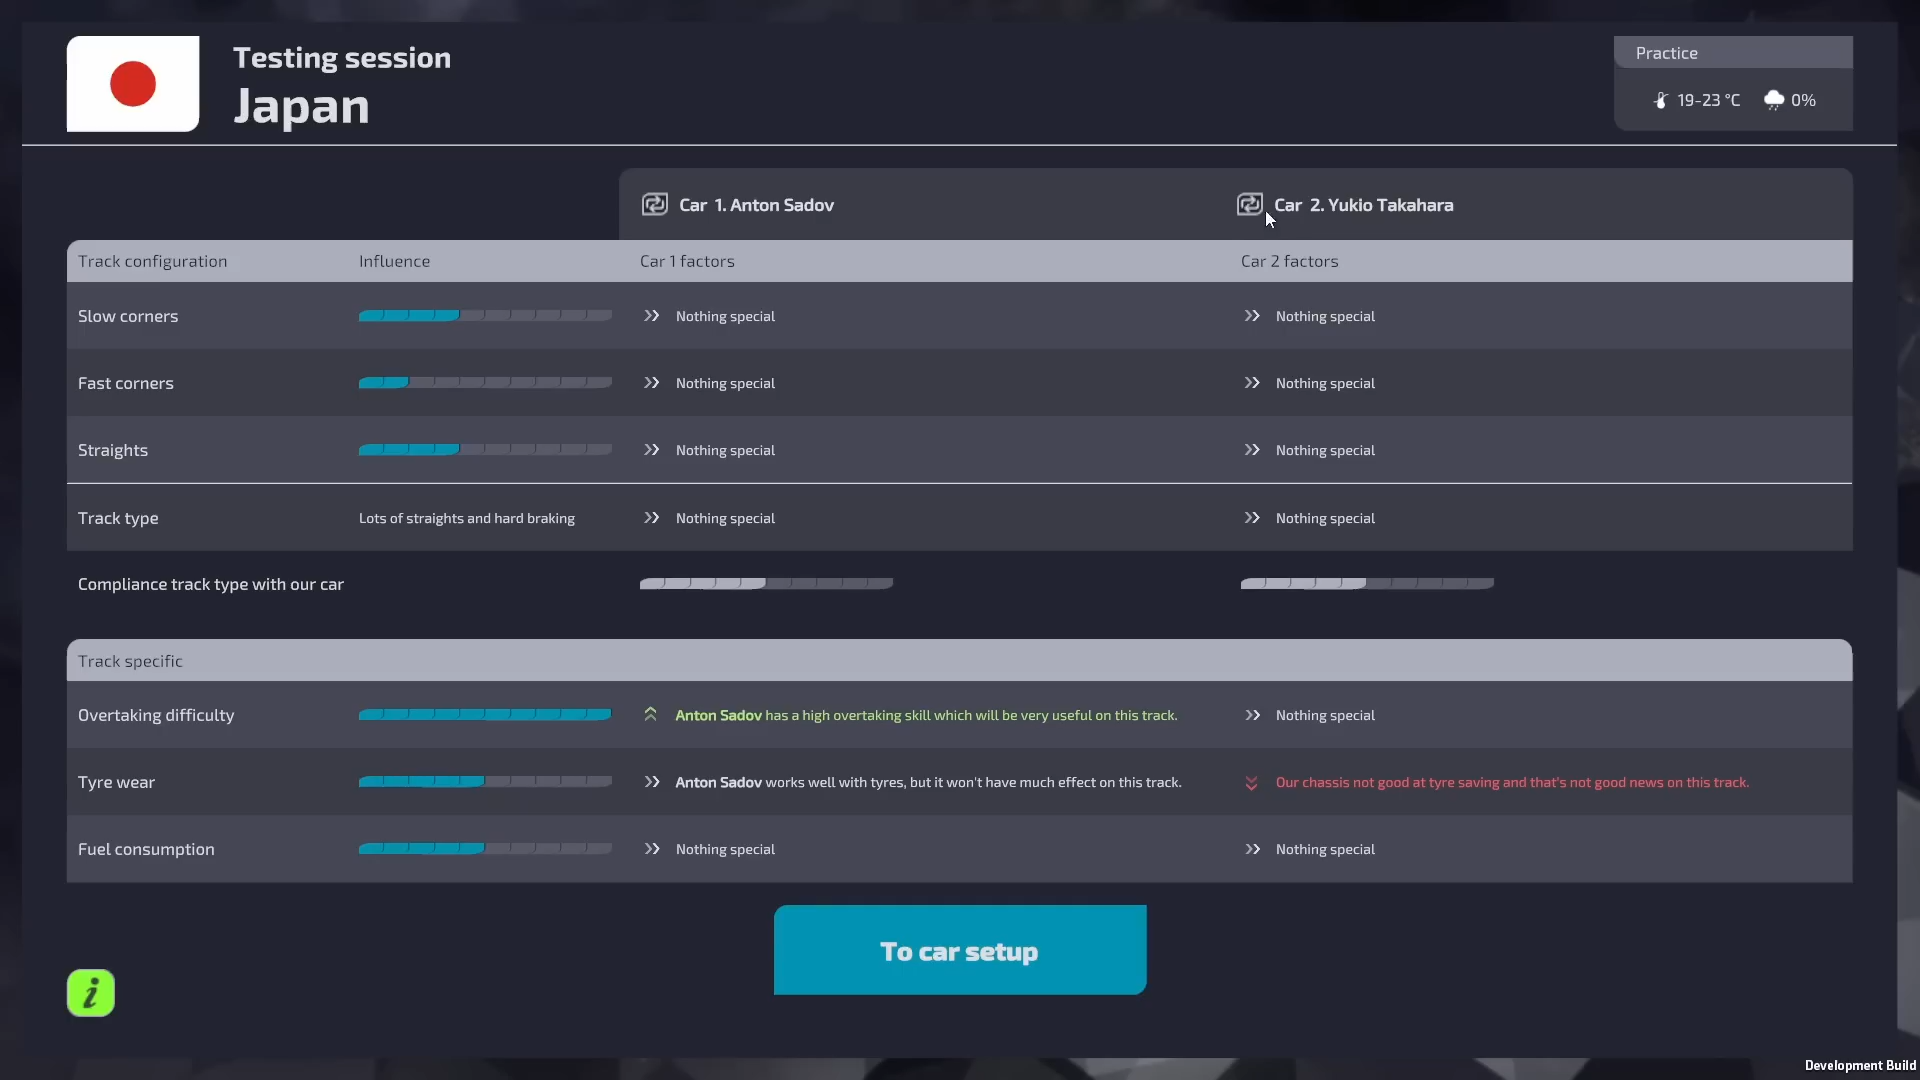 Testing session
Japan
Practice
19-23 °C 0%
Car 1. Anton Sadov Car 2. Yukio Takahara
Track configuration Influence Car 1 factors Car 2 factors
Slow corners Nothing special Nothing special
Fast corners Nothing special Nothing special
Straights Nothing special Nothing special
Track type Lots of straights and hard braking Nothing special Nothing special
Compliance track type with our car
Track specific
Overtaking difficulty Anton Sadov has a high overtaking skill which will be very useful on this track. Nothing special
Tyre wear Anton Sadov works well with tyres, but it won't have much effect on this track. Our chassis not good at tyre saving and that's not good news on this track.
Fuel consumption Nothing special Nothing special
To car setup
i
Development Build